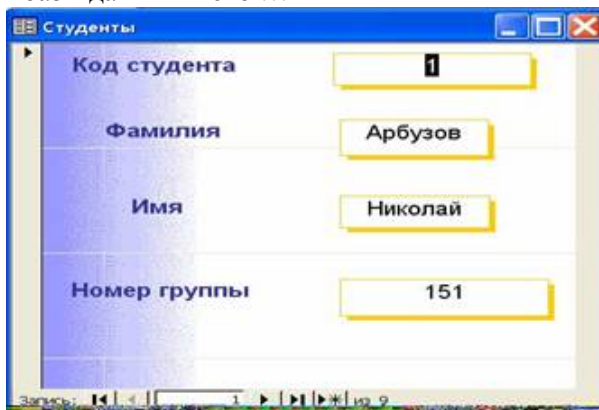 Студенты
Код студента 1
Фамилия Арбузов
Имя Николай
Номер группы 151
Запись: 1 из 9